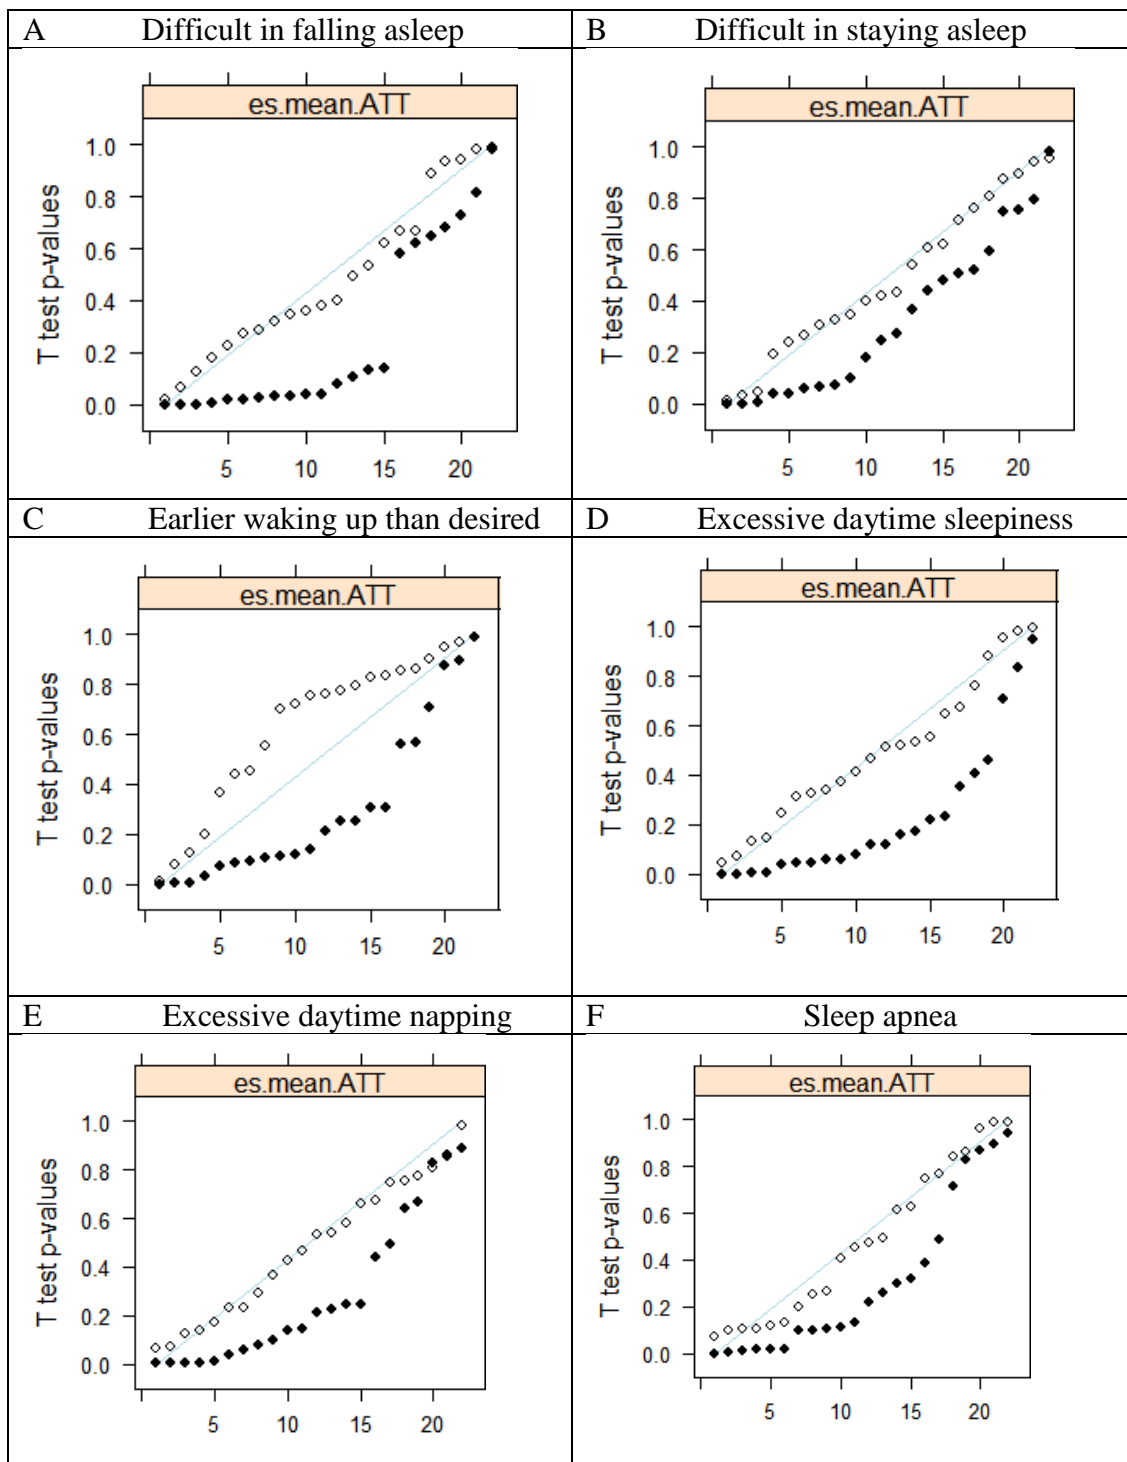 A Difficult in falling asleep
B Difficult in staying asleep
es.mean.ATT
T test p-values
1.0
0.8
0.6
0.4
0.2
0.0
5 10 15 20
es.mean.ATT
T test p-values
1.0
0.8
0.6
0.4
0.2
0.0
5 10 15 20
C Earlier waking up than desired
D Excessive daytime sleepiness
es.mean.ATT
T test p-values
1.0
0.8
0.6
0.4
0.2
0.0
5 10 15 20
es.mean.ATT
T test p-values
1.0
0.8
0.6
0.4
0.2
0.0
5 10 15 20
E Excessive daytime napping
F Sleep apnea
es.mean.ATT
T test p-values
1.0
0.8
0.6
0.4
0.2
0.0
5 10 15 20
es.mean.ATT
T test p-values
1.0
0.8
0.6
0.4
0.2
0.0
5 10 15 20